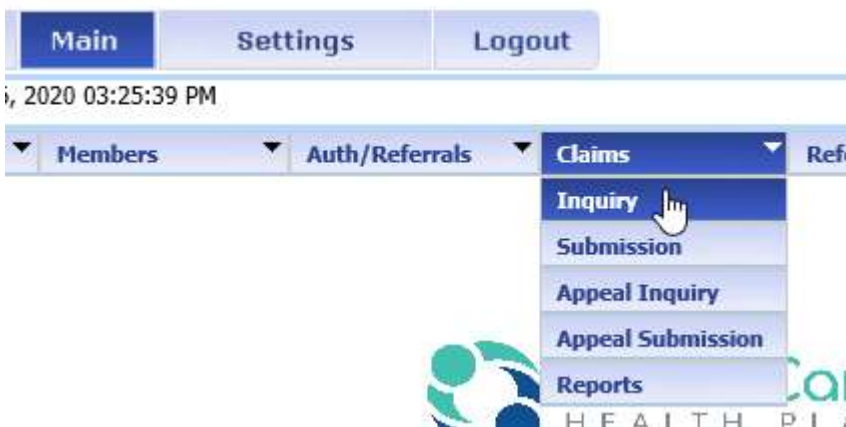 Main Settings Logout
, 2020 03:25:39 PM
Members Auth/Referrals Claims
Inquiry
Submission
Appeal Inquiry
Appeal Submission
Reports
HEALTH